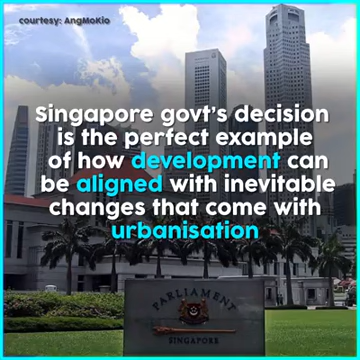 courtesy: AngMoKio
Singapore govt's decision
is the perfect example
of how development can
be aligned with inevitable
changes that come with
urbanisation
PARLIAMENT
SINGAPORE